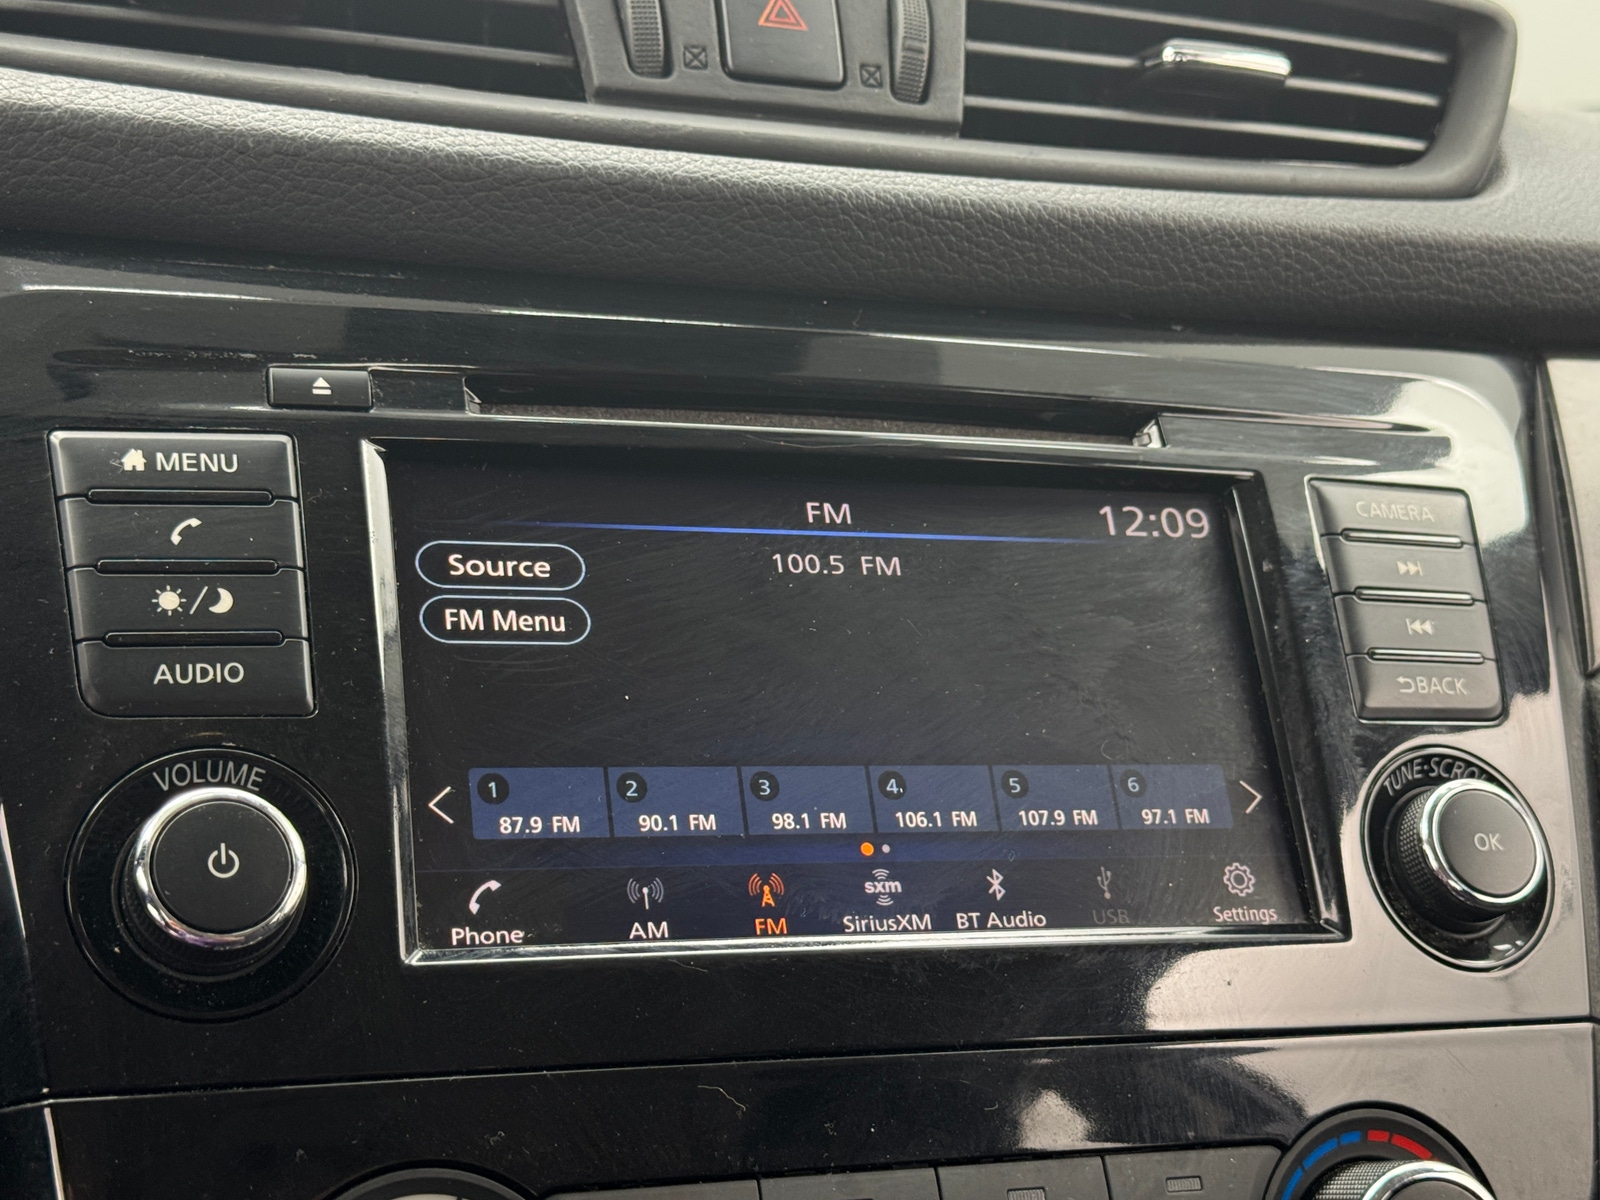 MENU
AUDIO
VOLUME
FM
12:09
100.5 FM
Source
FM Menu
1
2
3
4
5
6
87.9 FM
90.1 FM
98.1 FM
106.1 FM
107.9 FM
97.1 FM
Phone
AM
FM
sxm
SiriusXM
BT Audio
USB
Settings
CAMERA
BACK
TUNE·SCROLL
OK